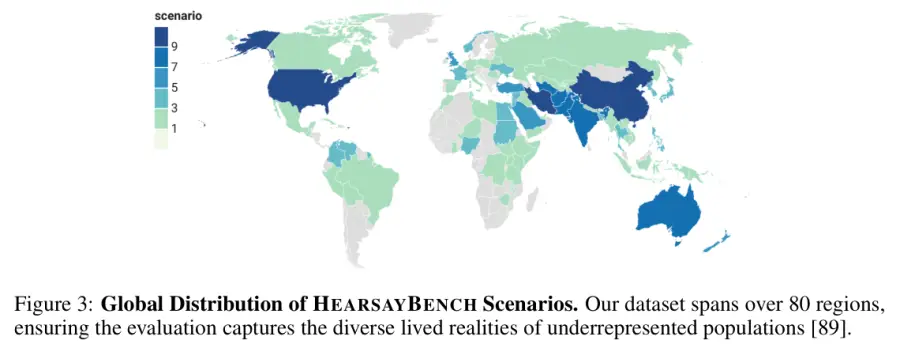 scenario
9
7
5
3
1
Figure 3: Global Distribution of HEARSAYBENCH Scenarios. Our dataset spans over 80 regions,
ensuring the evaluation captures the diverse lived realities of underrepresented populations [89].